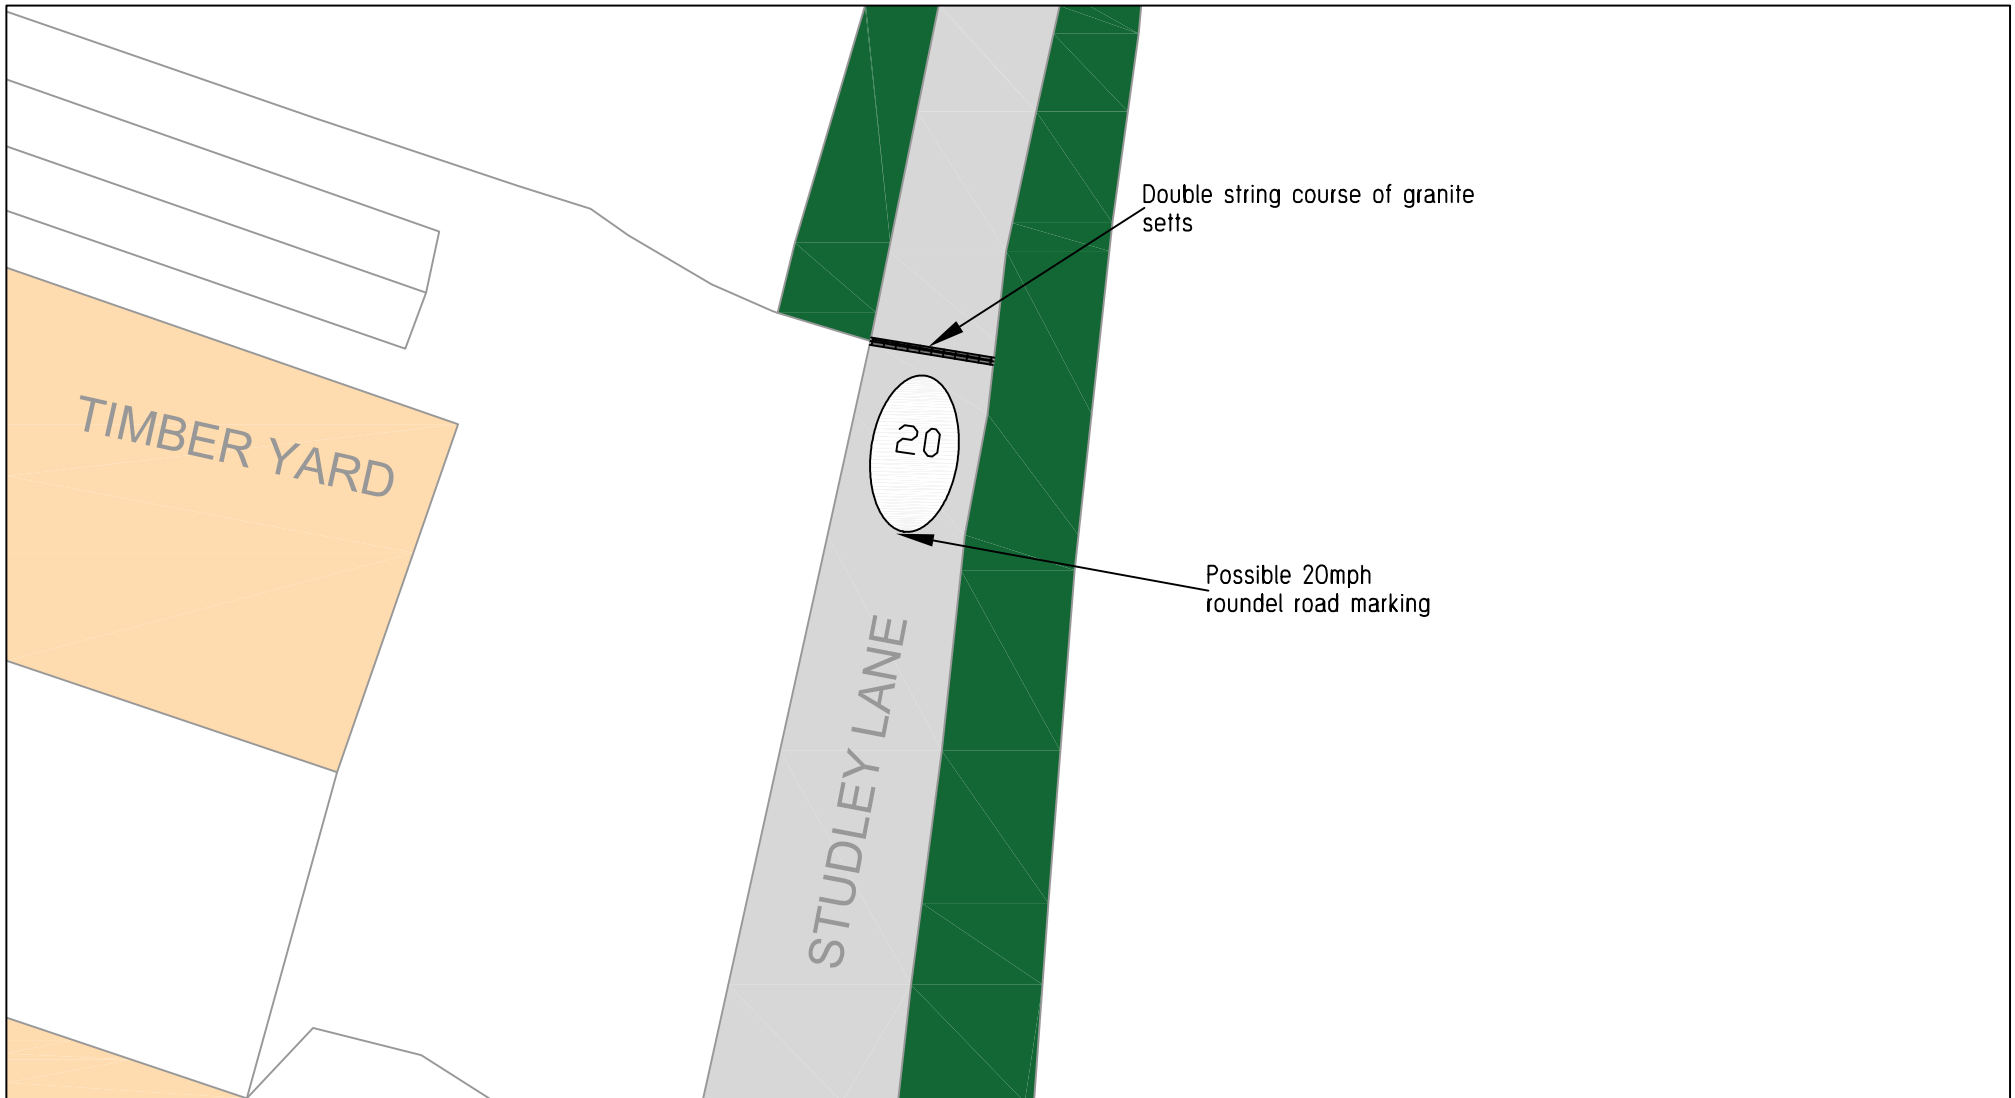 Double string course of granite
setts
TIMBER YARD
20
Possible 20mph
roundel road marking
STUDLEY LANE